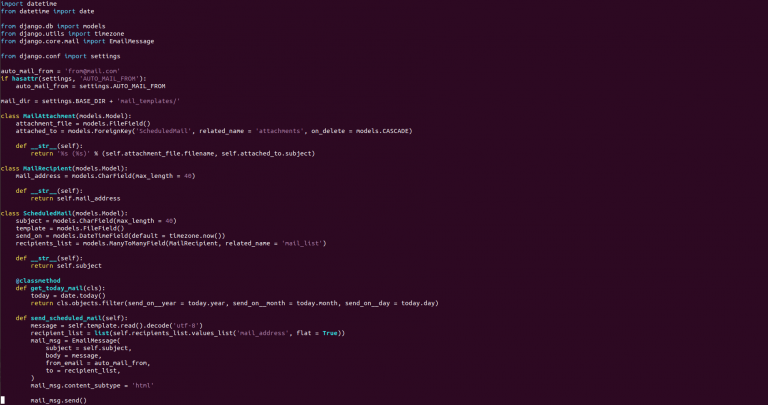 import datetime
from datetime import date
from django.db import models
from django.utils import timezone
from django.core.mail import EmailMessage
from django.conf import settings
auto_mail_from = 'from@mail.com'
if hasattr(settings, 'AUTO_MAIL_FROM'):
    auto_mail_from = settings.AUTO_MAIL_FROM
mail_dir = settings.BASE_DIR + 'mail_templates/'
class MailAttachment(models.Model):
    attachment_file = models.FileField()
    attached_to = models.ForeignKey('ScheduledMail', related_name = 'attachments', on_delete = models.CASCADE)
    def __str__(self):
        return '%s (%s)' % (self.attachment_file.filename, self.attached_to.subject)
class MailRecipient(models.Model):
    mail_address = models.CharField(max_length = 40)
    def __str__(self):
        return self.mail_address
class ScheduledMail(models.Model):
    subject = models.CharField(max_length = 40)
    template = models.FileField()
    send_on = models.DateTimeField(default = timezone.now())
    recipients_list = models.ManyToManyField(MailRecipient, related_name = 'mail_list')
    def __str__(self):
        return self.subject
    @classmethod
    def get_today_mail(cls):
        today = date.today()
        return cls.objects.filter(send_on__year = today.year, send_on__month = today.month, send_on__day = today.day)
    def send_scheduled_mail(self):
        message = self.template.read().decode('utf-8')
        recipient_list = list(self.recipients_list.values_list('mail_address', flat = True))
        mail_msg = EmailMessage(
            subject = self.subject,
            body = message,
            from_email = auto_mail_from,
            to = recipient_list,
        )
        mail_msg.content_subtype = 'html'
        mail_msg.send()